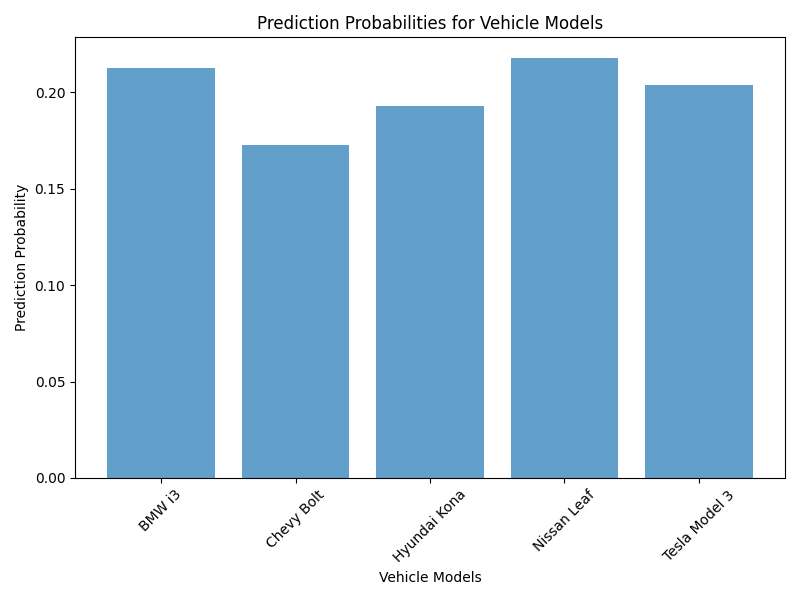 Prediction Probabilities for Vehicle Models
Prediction Probability
0.20
0.15
0.10
0.05
0.00
BMW i3
Chevy Bolt
Hyundai Kona
Nissan Leaf
Tesla Model 3
Vehicle Models